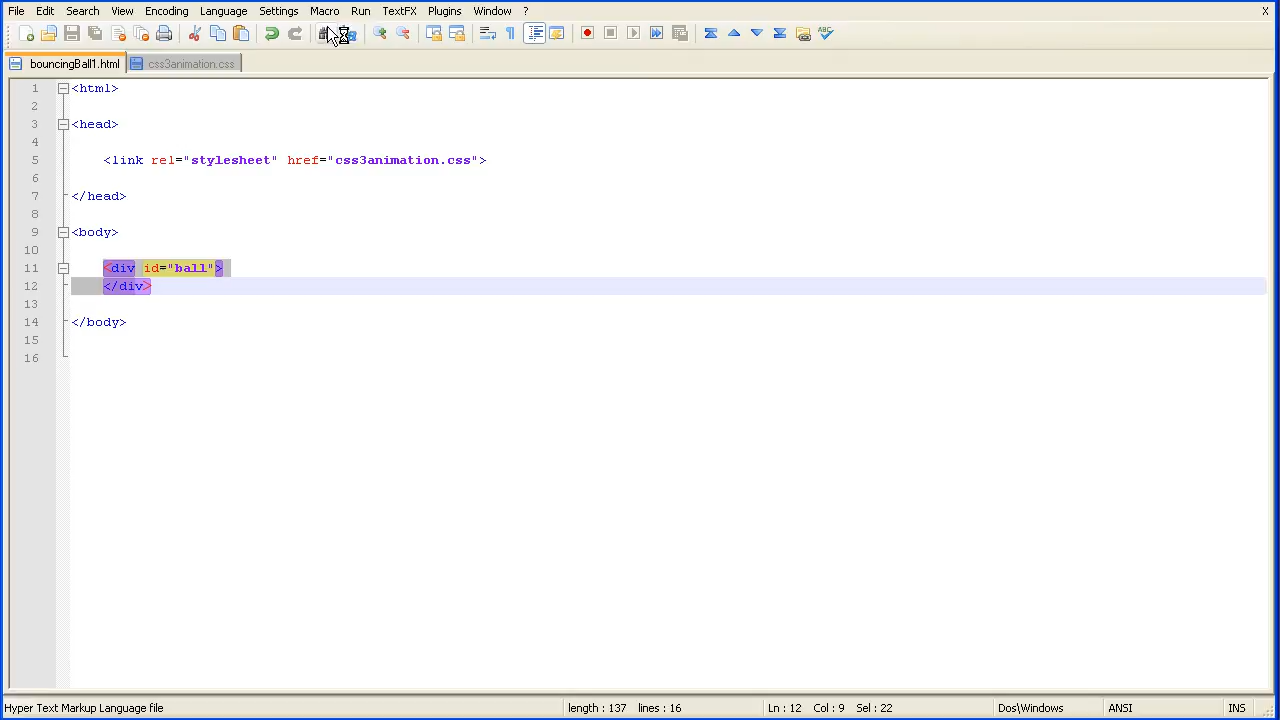 File Edit Search View Encoding Language Settings Macro Run TextFX Plugins Window ? X
bouncingBall1.html css3animation.css
1 <html>
2
3 <head>
4
5 <link rel="stylesheet" href="css3animation.css">
6
7 </head>
8
9 <body>
10
11 <div id="ball">
12 </div>
13
14 </body>
15
16
Hyper Text Markup Language file length : 137 lines : 16 Ln : 12 Col : 9 Sel : 22 Dos\Windows ANSI INS